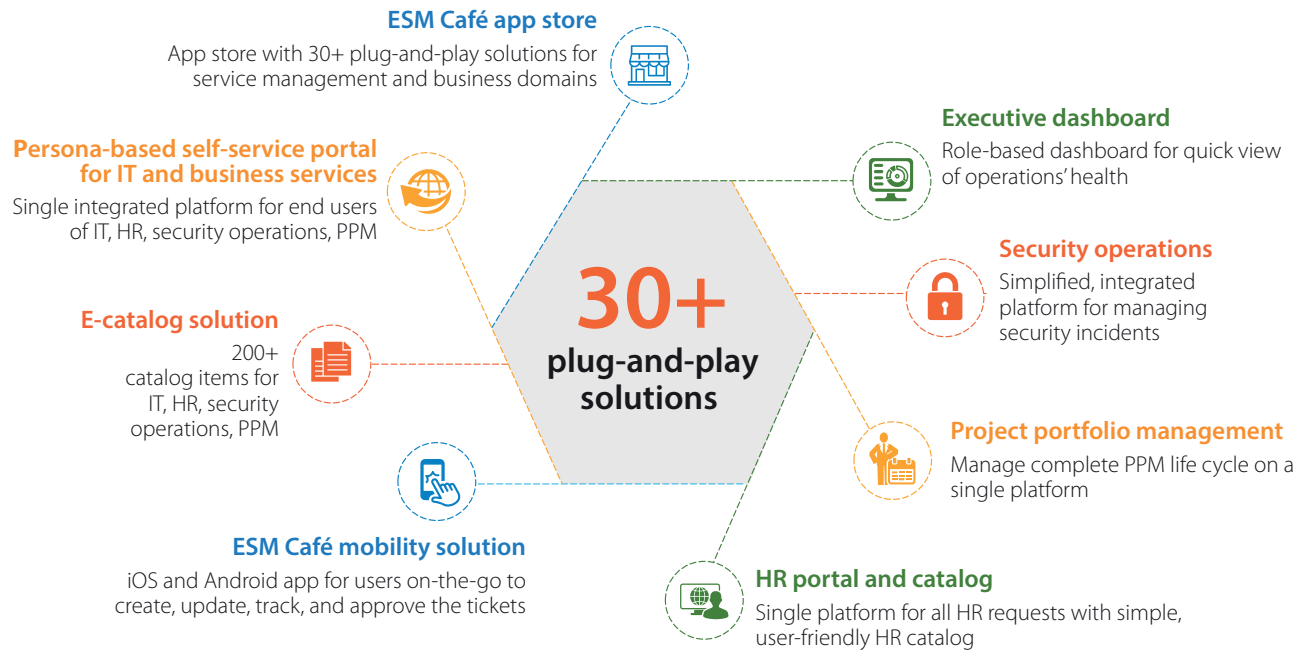 ESM Café app store
App store with 30+ plug-and-play solutions for
service management and business domains
Persona-based self-service portal
for IT and business services
Single integrated platform for end users
of IT, HR, security operations, PPM
E-catalog solution
200+
catalog items for
IT, HR, security
operations, PPM
ESM Café mobility solution
iOS and Android app for users on-the-go to
create, update, track, and approve the tickets
30+
plug-and-play
solutions
Executive dashboard
Role-based dashboard for quick view
of operations' health
Security operations
Simplified, integrated
platform for managing
security incidents
Project portfolio management
Manage complete PPM life cycle on a
single platform
HR portal and catalog
Single platform for all HR requests with simple,
user-friendly HR catalog